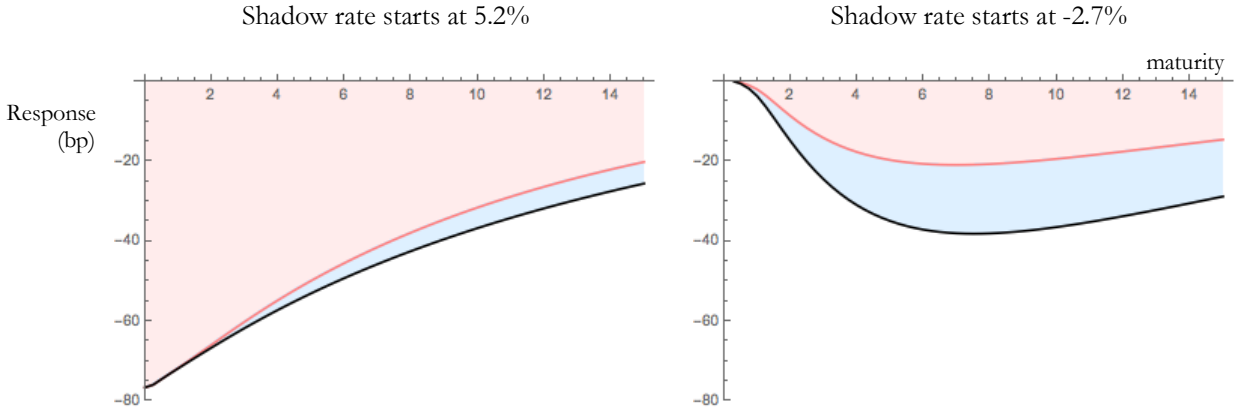 Shadow rate starts at 5.2%
Response
(bp)
2 4 6 8 10 12 14
−20
−40
−60
−80
Shadow rate starts at -2.7%
maturity
2 4 6 8 10 12 14
−20
−40
−60
−80